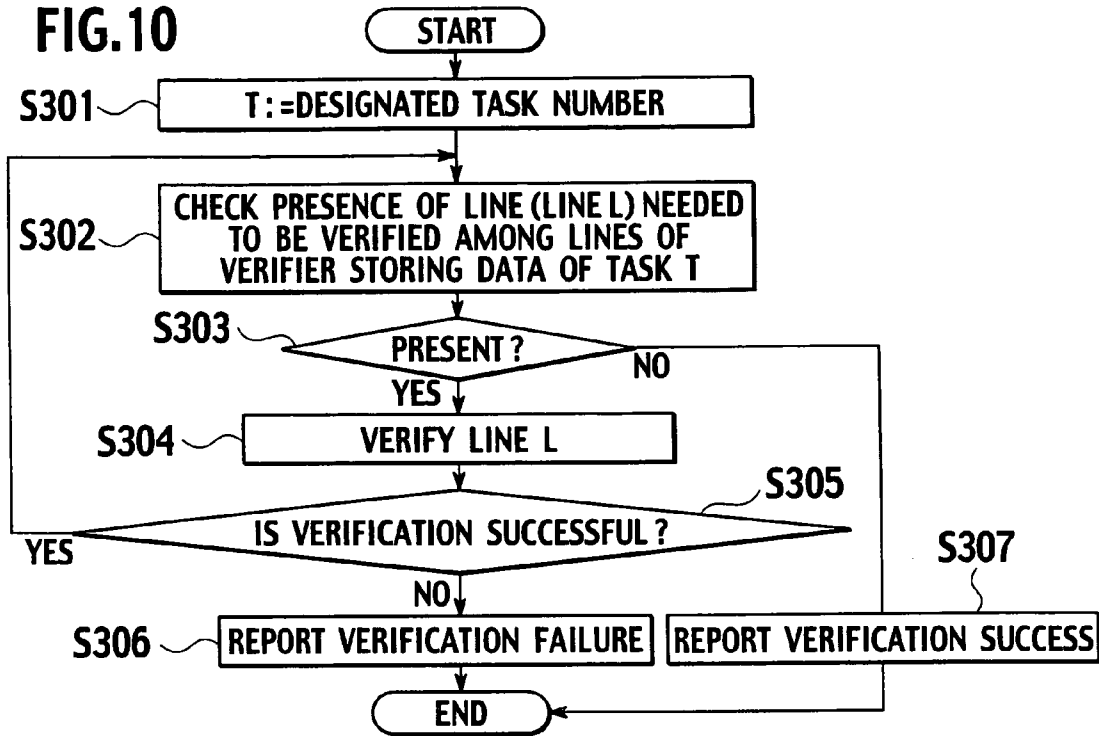 FIG.10
START
S301
T:=DESIGNATED TASK NUMBER
S302
CHECK PRESENCE OF LINE (LINE L) NEEDED
TO BE VERIFIED AMONG LINES OF
VERIFIER STORING DATA OF TASK T
S303
PRESENT?
NO
YES
S304
VERIFY LINE L
S305
IS VERIFICATION SUCCESSFUL?
YES
NO
S306
REPORT VERIFICATION FAILURE
S307
REPORT VERIFICATION SUCCESS
END